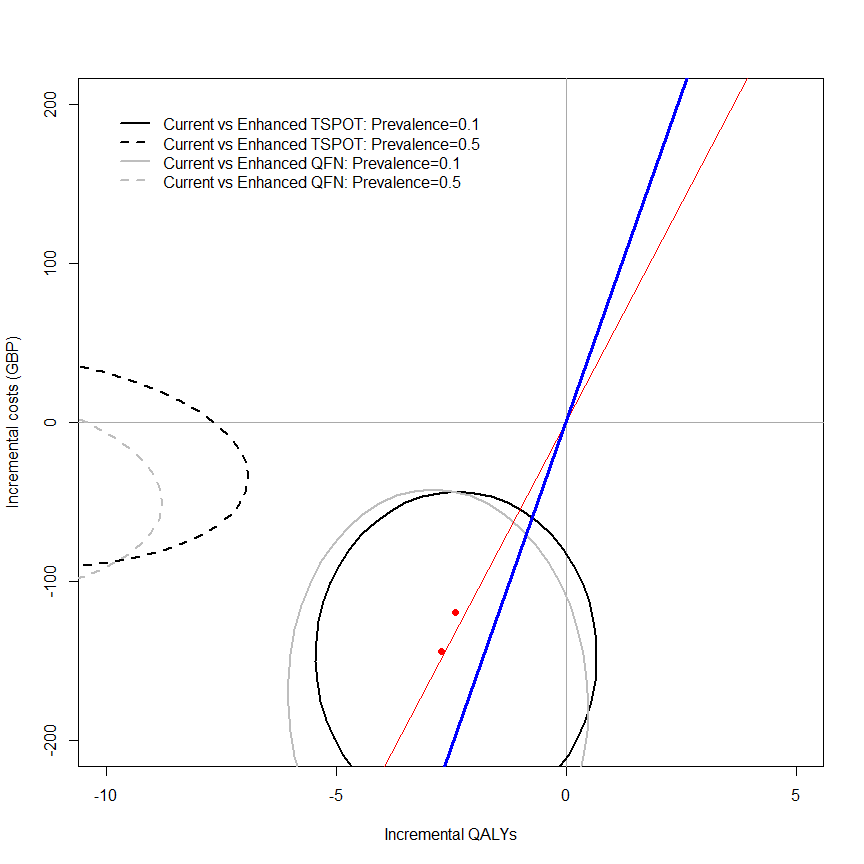 200
100
0
-100
-200
Incremental costs (GBP)
Current vs Enhanced TSPOT: Prevalence=0.1
Current vs Enhanced TSPOT: Prevalence=0.5
Current vs Enhanced QFN: Prevalence=0.1
Current vs Enhanced QFN: Prevalence=0.5
-10
-5
0
5
Incremental QALYs